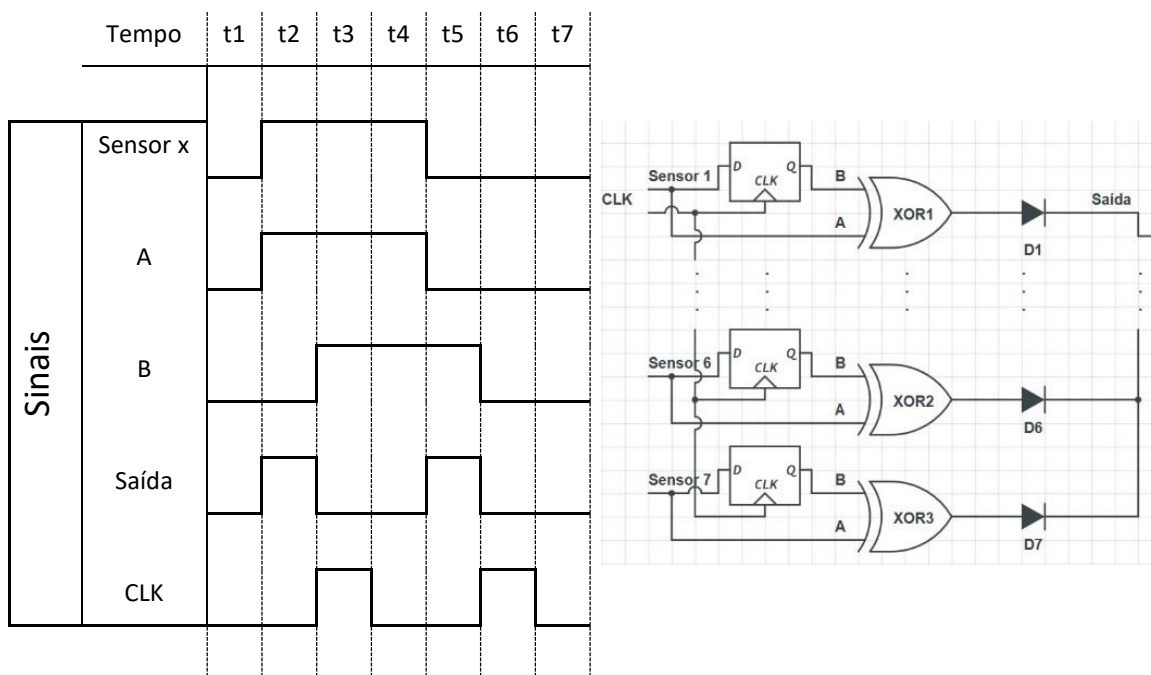 Tempo t1 t2 t3 t4 t5 t6 t7
Sinais
Sensor x
A
B
Saída
CLK
Sensor 1
D Q
CLK
B
CLK
A
XOR1
D1
Saída
Sensor 6
D Q
CLK
B
A
XOR2
D6
Sensor 7
D Q
CLK
B
A
XOR3
D7